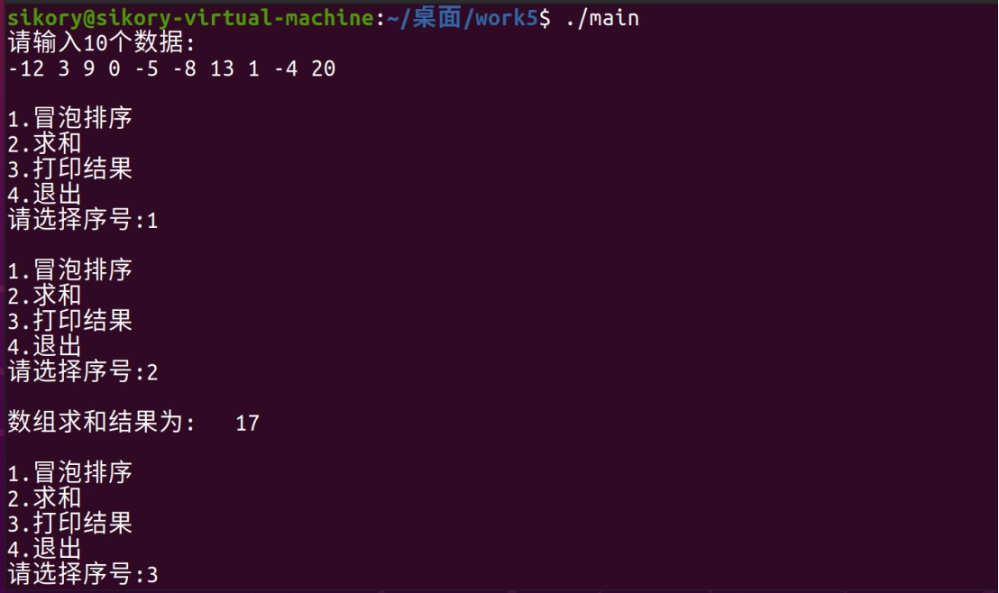 sikory@sikory-virtual-machine:~/桌面/work5$ ./main
请输入10个数据:
-12 3 9 0 -5 -8 13 1 -4 20
1.冒泡排序
2.求和
3.打印结果
4.退出
请选择序号:1
1.冒泡排序
2.求和
3.打印结果
4.退出
请选择序号:2
数组求和结果为:   17
1.冒泡排序
2.求和
3.打印结果
4.退出
请选择序号:3